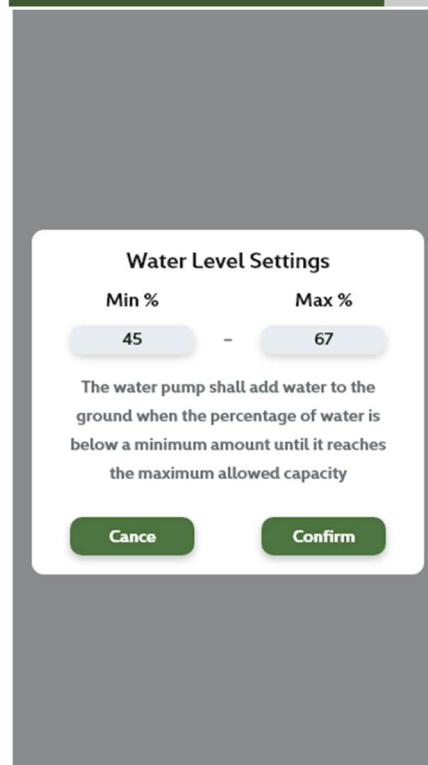 Water Level Settings
Min % Max %
45 - 67
The water pump shall add water to the
ground when the percentage of water is
below a minimum amount until it reaches
the maximum allowed capacity
Cance Confirm